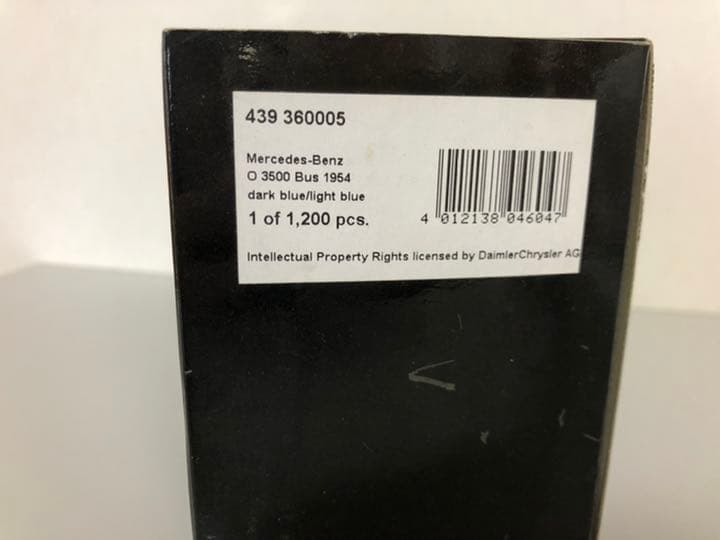 439 360005
Mercedes-Benz
O 3500 Bus 1954
dark blue/light blue
1 of 1,200 pcs.
4 012138 046047
Intellectual Property Rights licensed by DaimlerChrysler AG